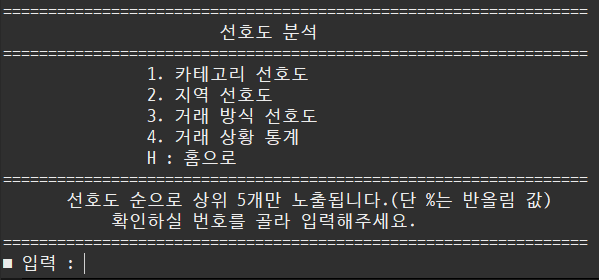 =================================================================
선호도 분석
=================================================================
1. 카테고리 선호도
2. 지역 선호도
3. 거래 방식 선호도
4. 거래 상황 통계
H : 홈으로
=================================================================
선호도 순으로 상위 5개만 노출됩니다.(단 %는 반올림 값)
확인하실 번호를 골라 입력해주세요.
=================================================================
■ 입력 :